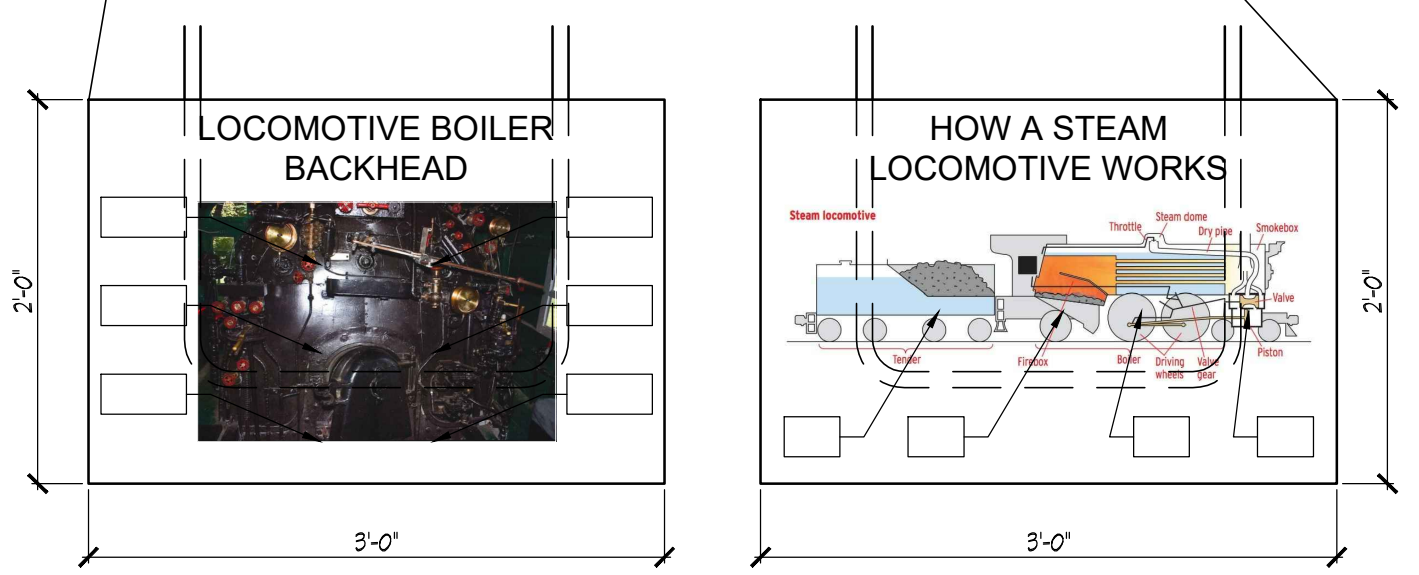 LOCOMOTIVE BOILER
BACKHEAD
2'-0"
3'-0"
HOW A STEAM
LOCOMOTIVE WORKS
Steam locomotive
Throttle
Steam dome
Dry pipe
Smokebox
Valve
Piston
Tender
Firebox
Boiler
Driving
wheels
Valve
gear
2'-0"
3'-0"